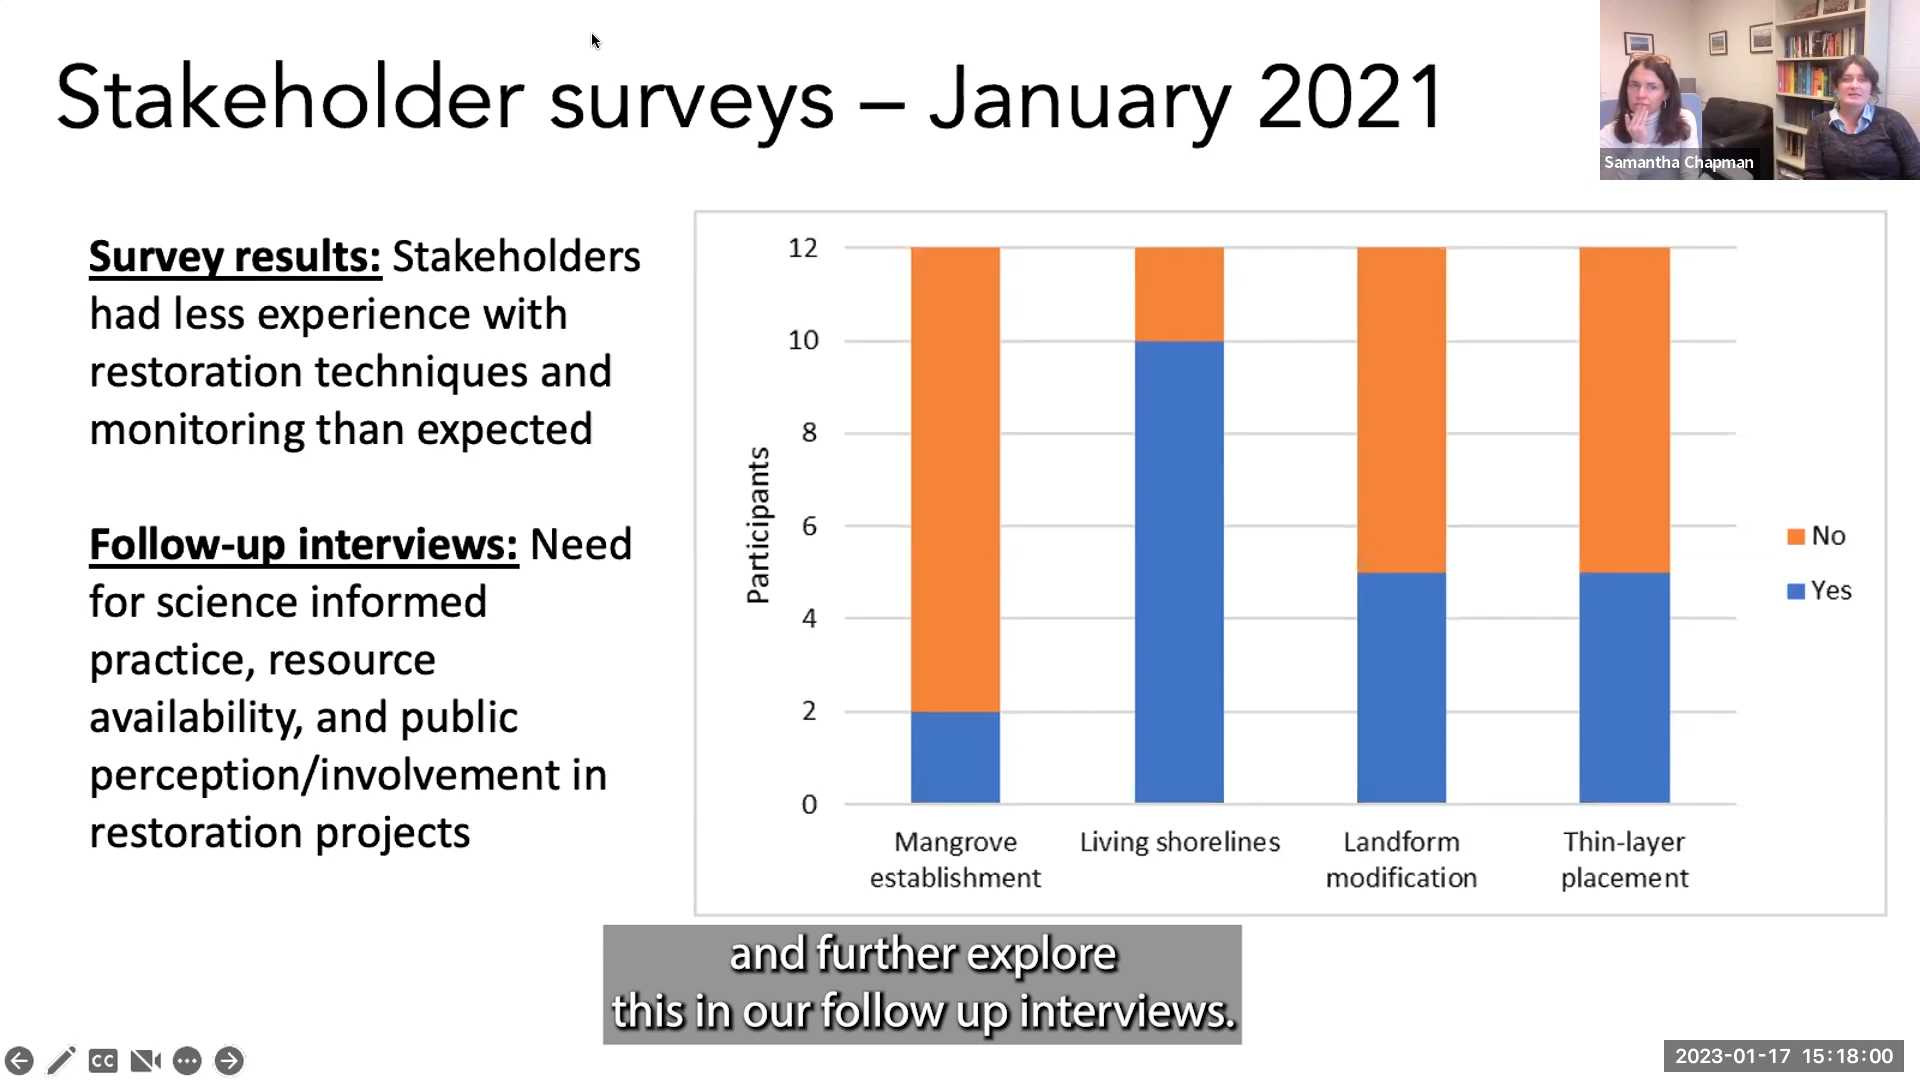 Stakeholder surveys – January 2021
Samantha Chapman
Survey results: Stakeholders
had less experience with
restoration techniques and
monitoring than expected
Follow-up interviews: Need
for science informed
practice, resource
availability, and public
perception/involvement in
restoration projects
12
10
8
6
4
2
0
Participants
Mangrove
establishment
Living shorelines
Landform
modification
Thin-layer
placement
No
Yes
and further explore
this in our follow up interviews.
CC
2023-01-17 15:18:00